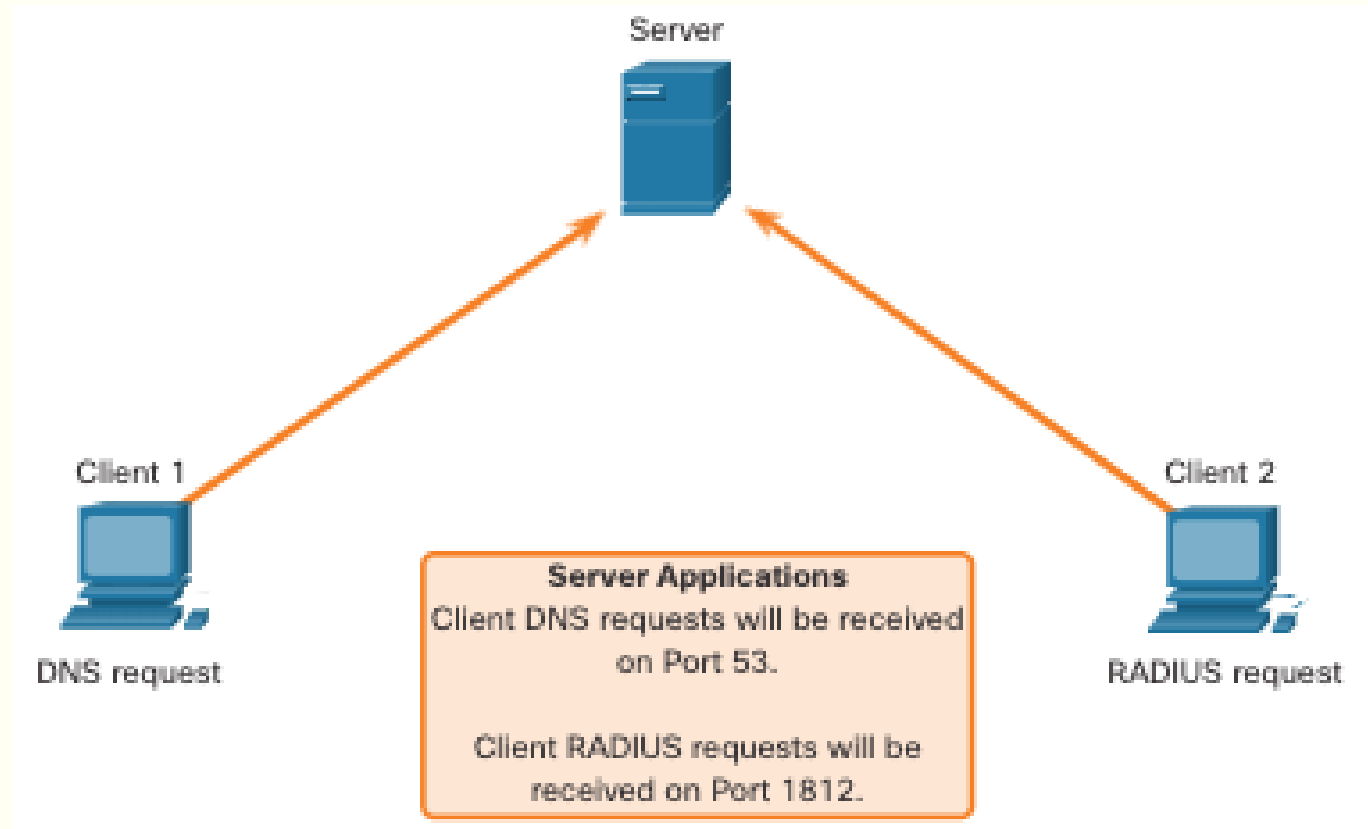 Server
Client 1
Client 2
DNS request
RADIUS request
Server Applications
Client DNS requests will be received
on Port 53.
Client RADIUS requests will be
received on Port 1812.